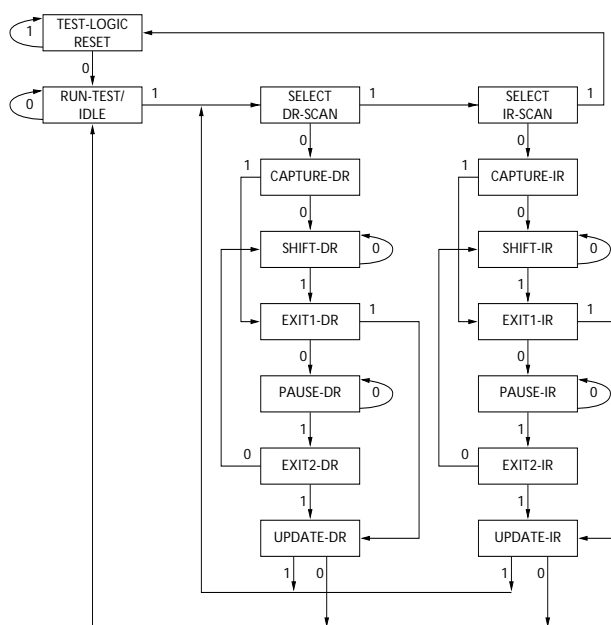 1
TEST-LOGIC
RESET
0
0
RUN-TEST/
IDLE
1
SELECT
DR-SCAN
1
SELECT
IR-SCAN
1
0
0
1
CAPTURE-DR
1
CAPTURE-IR
0
0
SHIFT-DR
0
SHIFT-IR
0
1
1
EXIT1-DR
1
EXIT1-IR
1
0
0
PAUSE-DR
0
PAUSE-IR
0
1
1
0
EXIT2-DR
0
EXIT2-IR
1
1
UPDATE-DR
UPDATE-IR
1
0
1
0